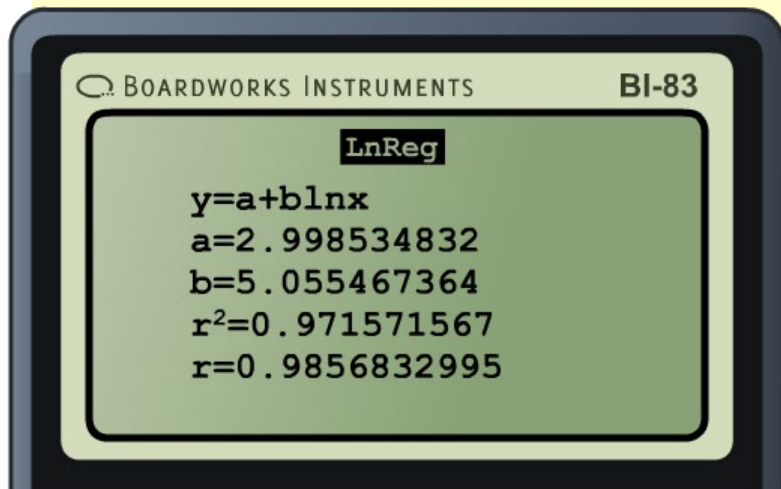 BOARDWORKS INSTRUMENTS BI-83
LnReg
y=a+blnx
a=2.998534832
b=5.055467364
r²=0.971571567
r=0.9856832995